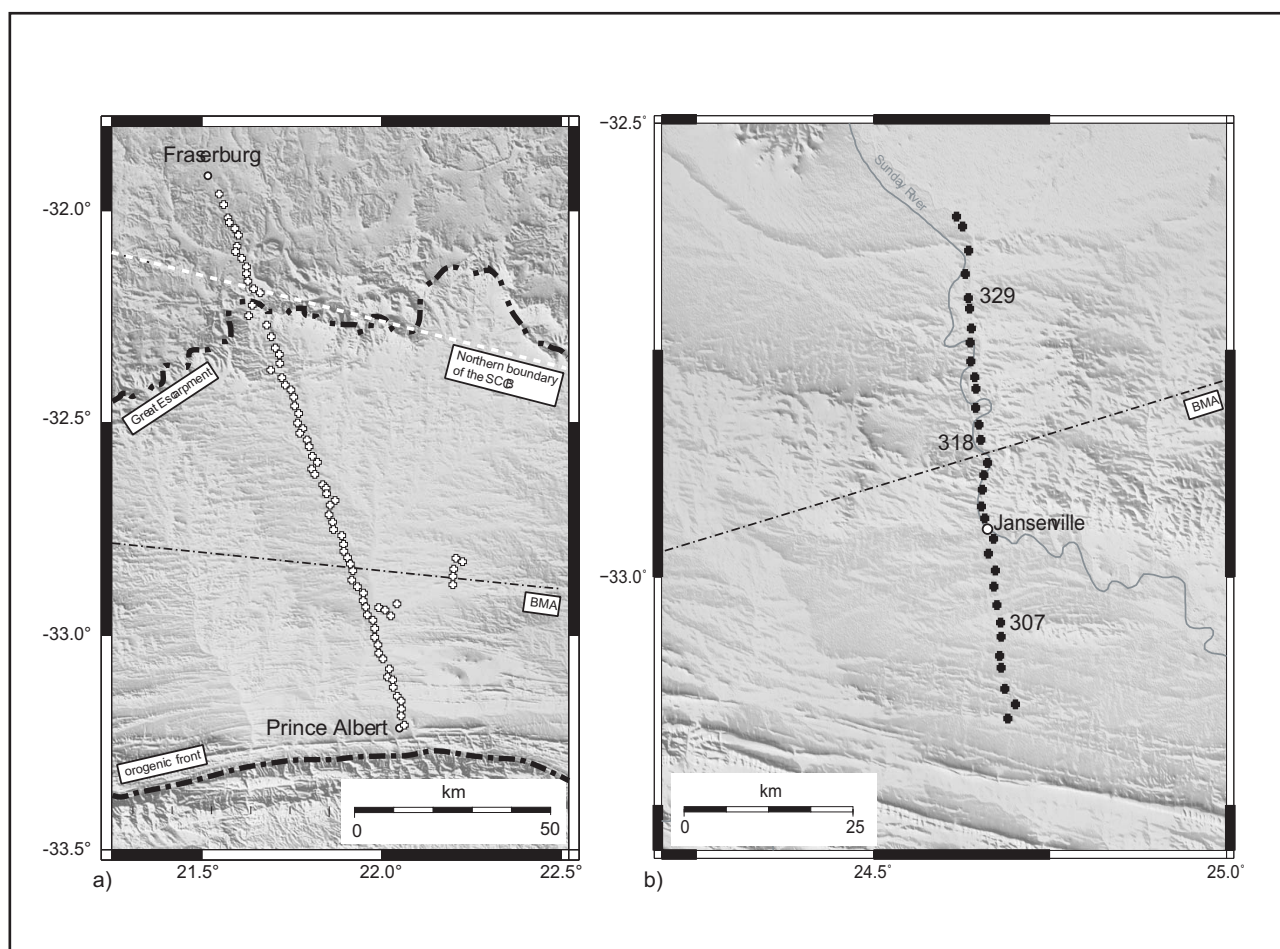 Fraserburg
-32.0°
Northern boundary
of the SCCB
Great Escarpment
-32.5°
BMA
-33.0°
Prince Albert
orogenic front
km
0 50
-33.5°
21.5° 22.0° 22.5°
a)
−32.5°
Sunday River
329
BMA
318
Jansenville
−33.0°
307
km
0 25
24.5° 25.0°
b)